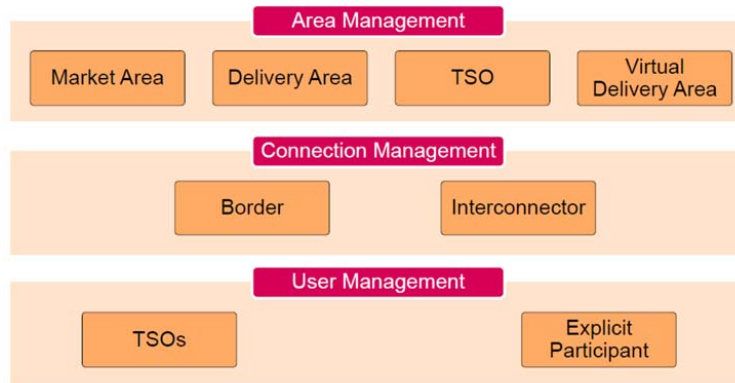 Area Management
Market Area
Delivery Area
TSO
Virtual
Delivery Area
Connection Management
Border
Interconnector
User Management
TSOs
Explicit
Participant